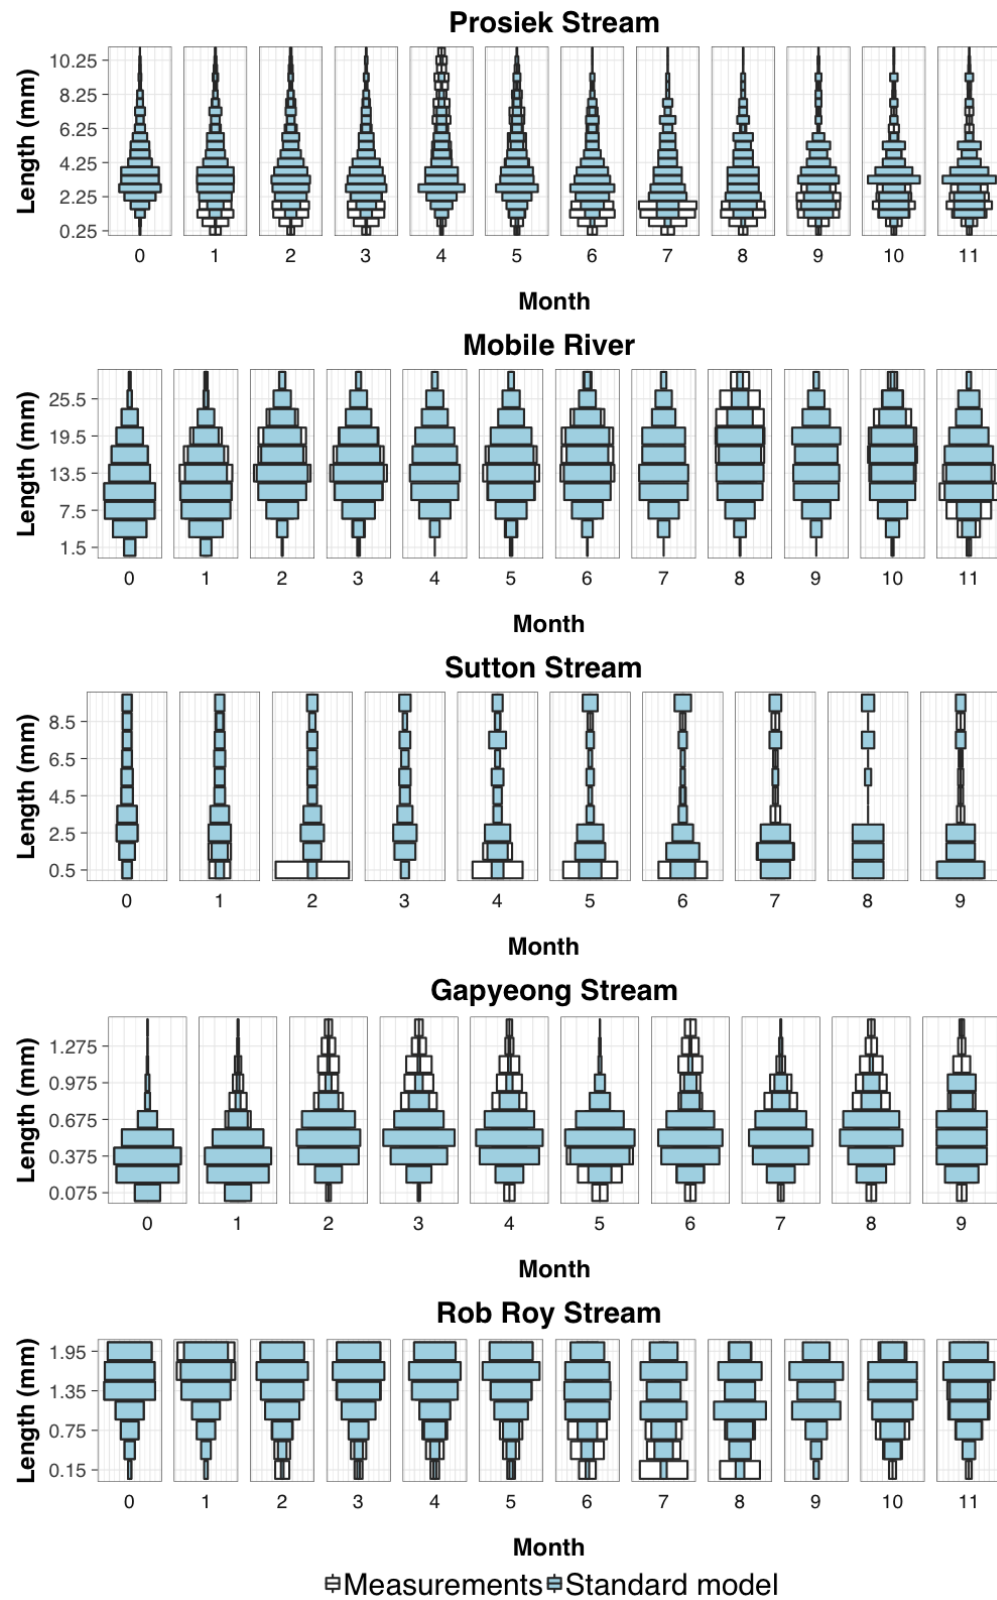 Prosiek Stream
Length (mm)
10.25
8.25
6.25
4.25
2.25
0.25
0 1 2 3 4 5 6 7 8 9 10 11
Month
Mobile River
Length (mm)
25.5
19.5
13.5
7.5
1.5
0 1 2 3 4 5 6 7 8 9 10 11
Month
Sutton Stream
Length (mm)
8.5
6.5
4.5
2.5
0.5
0 1 2 3 4 5 6 7 8 9
Month
Gapyeong Stream
Length (mm)
1.275
0.975
0.675
0.375
0.075
0 1 2 3 4 5 6 7 8 9
Month
Rob Roy Stream
Length (mm)
1.95
1.35
0.75
0.15
0 1 2 3 4 5 6 7 8 9 10 11
Month
Measurements Standard model